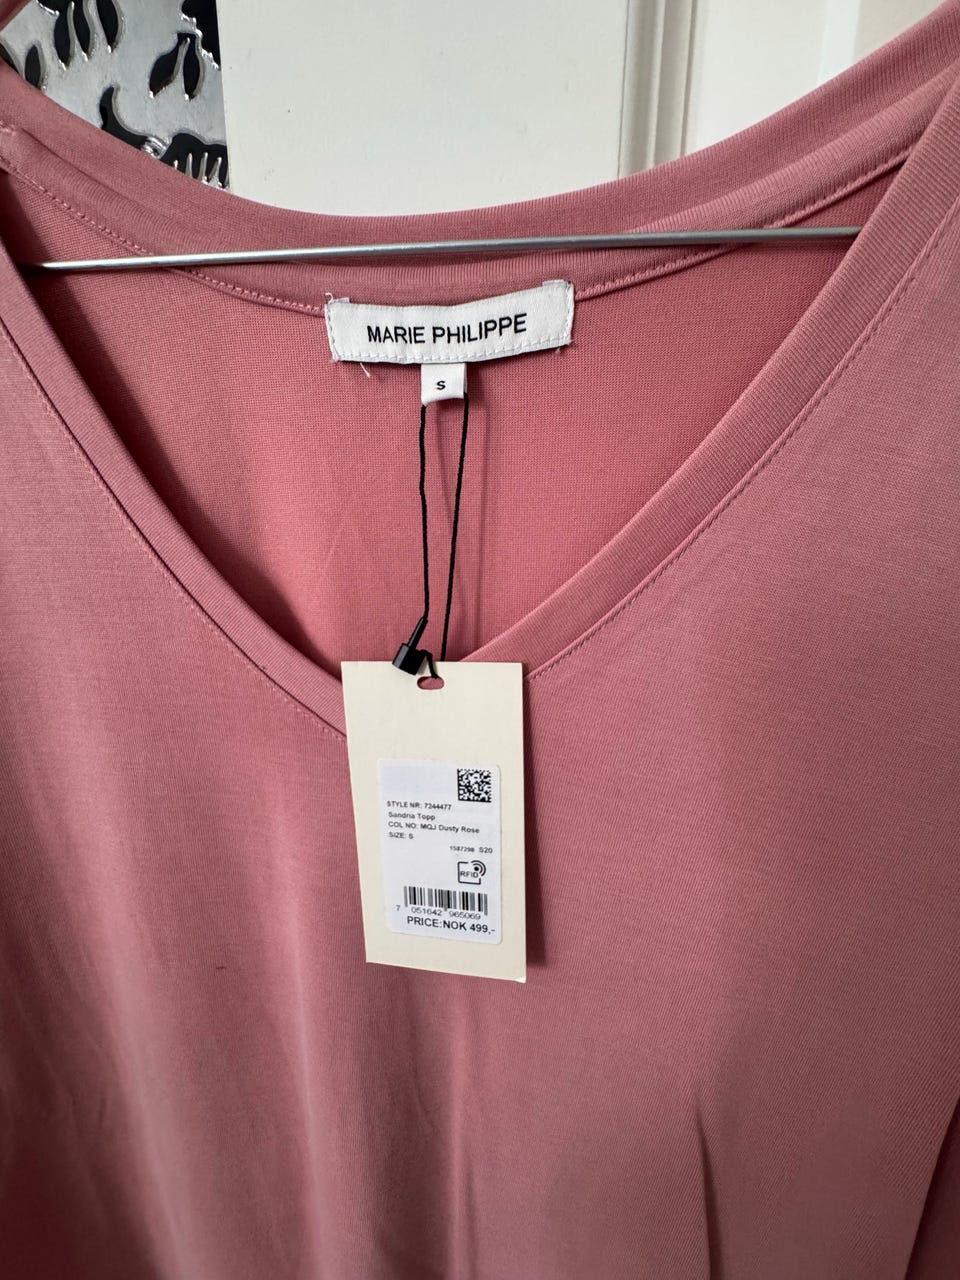 MARIE PHILIPPE
S
STYLE NR: 7244477
Sandria Topp
COL NO: MQJ Dusty Rose
SIZE: S
1587298 S20
RFID
7 051642 965069
PRICE:NOK 499,-